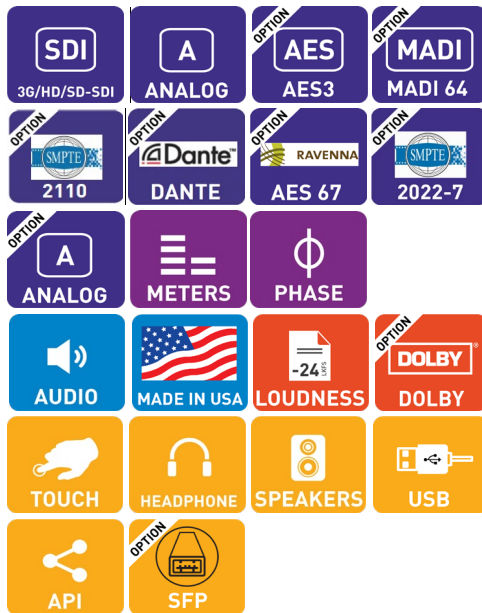 SDI
3G/HD/SD-SDI
A
ANALOG
OPTION
AES
AES3
OPTION
MADI
MADI 64
OPTION
SMPTE
2110
OPTION
Dante™
DANTE
OPTION
RAVENNA
AES 67
OPTION
SMPTE
2022-7
OPTION
A
ANALOG
METERS
PHASE
AUDIO
MADE IN USA
-24 LKFS
LOUDNESS
OPTION
DOLBY®
DOLBY
TOUCH
HEADPHONE
SPEAKERS
USB
API
OPTION
SFP